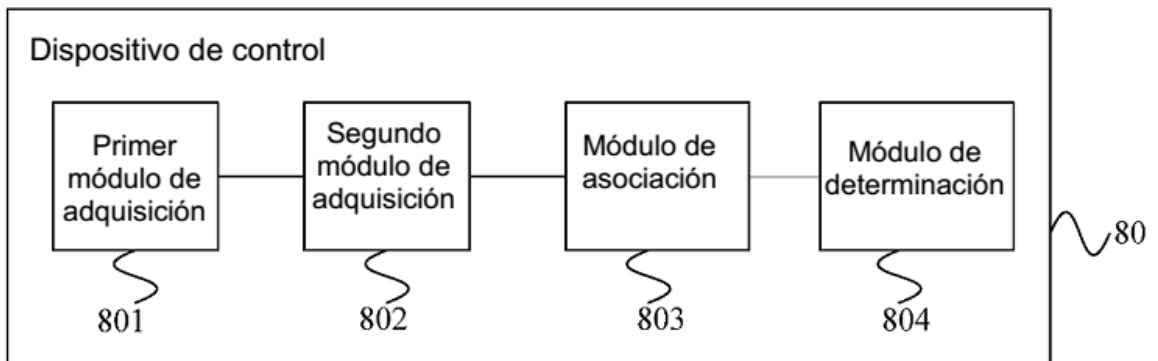 Dispositivo de control
Primer
módulo de
adquisición
Segundo
módulo de
adquisición
Módulo de
asociación
Módulo de
determinación
80
801
802
803
804